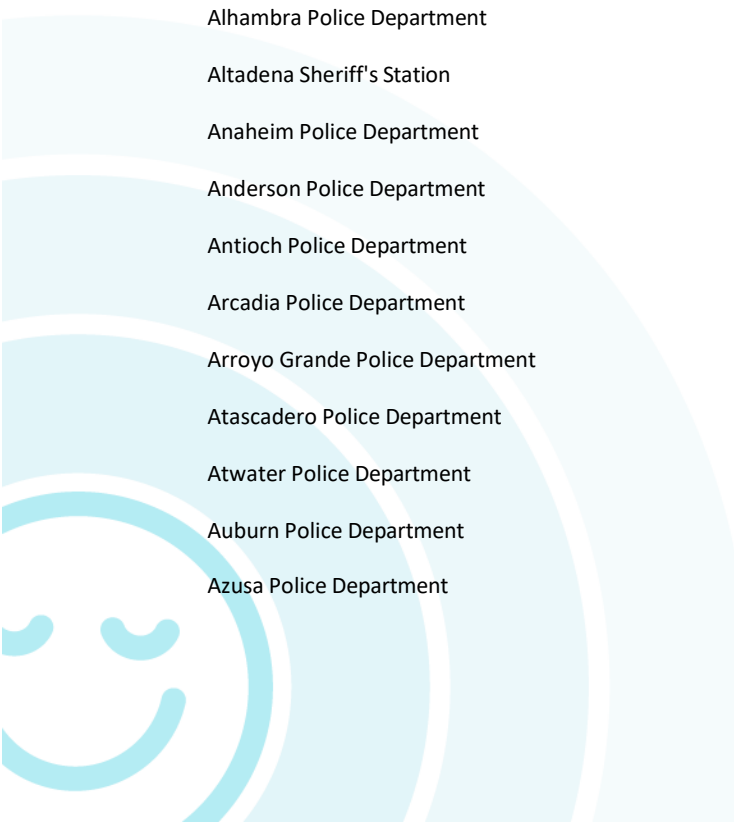 Alhambra Police Department
Altadena Sheriff's Station
Anaheim Police Department
Anderson Police Department
Antioch Police Department
Arcadia Police Department
Arroyo Grande Police Department
Atascadero Police Department
Atwater Police Department
Auburn Police Department
Azusa Police Department